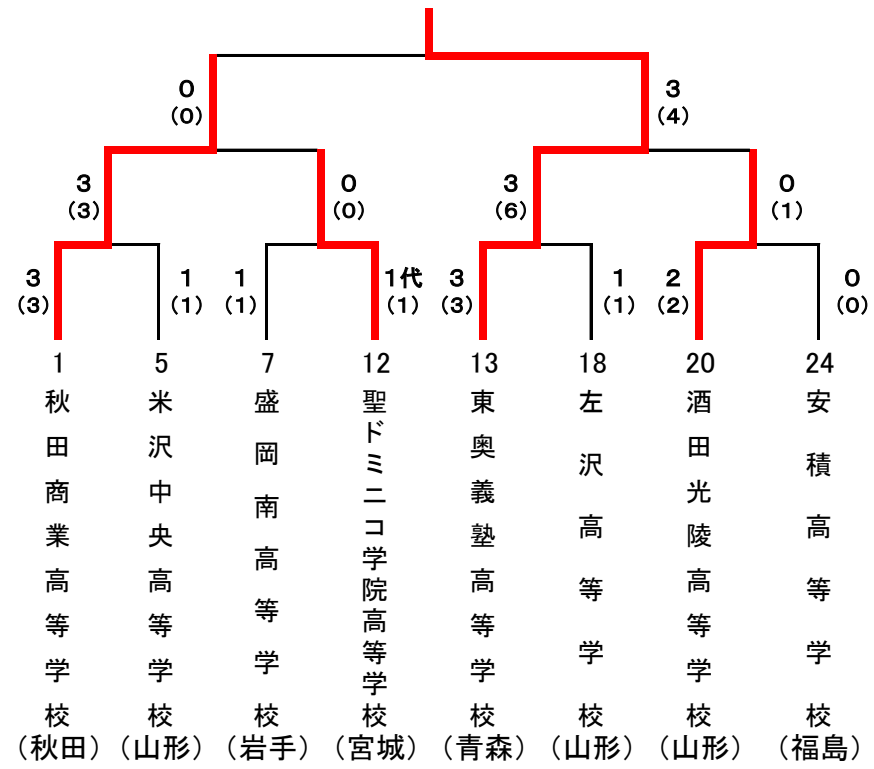 0
(0)
3
(4)
3
(3)
0
(0)
3
(6)
0
(1)
3
(3)
1
(1)
1
(1)
1代
(1)
3
(3)
1
(1)
2
(2)
0
(0)
1
5
7
12
13
18
20
24
秋田商業高等学校
米沢中央高等学校
盛岡南高等学校
聖ドミニコ学院高等学校
東奥義塾高等学校
左沢高等学校
酒田光陵高等学校
安積高等学校
(秋田)
(山形)
(岩手)
(宮城)
(青森)
(山形)
(山形)
(福島)